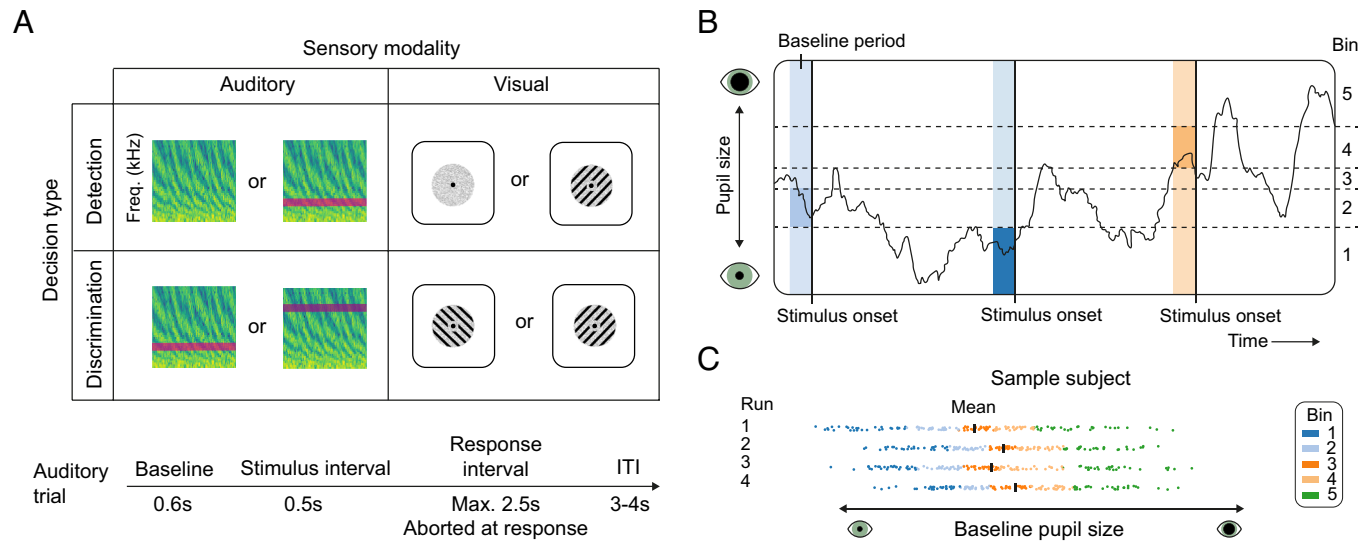 A
Sensory modality
Auditory
Visual
Decision type
Detection
Freq. (kHz)
or
or
Discrimination
or
or
Auditory trial
Baseline
Stimulus interval
Response interval
ITI
0.6s
0.5s
Max. 2.5s
3-4s
Aborted at response
B
Baseline period
Bin
Pupil size
5
4
3
2
1
Stimulus onset
Stimulus onset
Stimulus onset
Time
C
Sample subject
Run
Mean
1
2
3
4
Baseline pupil size
Bin
1
2
3
4
5